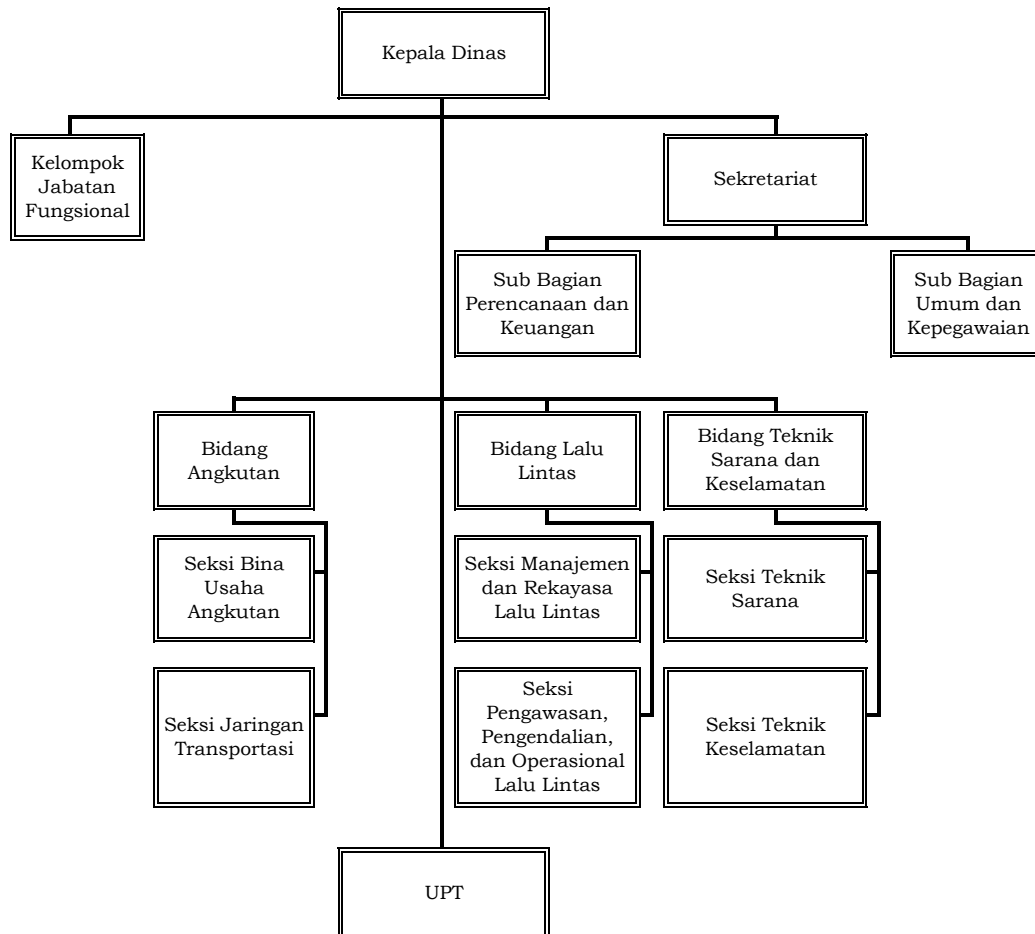 Kepala Dinas
Kelompok
Jabatan
Fungsional
Sekretariat
Sub Bagian
Perencanaan dan
Keuangan
Sub Bagian
Umum dan
Kepegawaian
Bidang
Angkutan
Bidang Lalu
Lintas
Bidang Teknik
Sarana dan
Keselamatan
Seksi Bina
Usaha
Angkutan
Seksi Manajemen
dan Rekayasa
Lalu Lintas
Seksi Teknik
Sarana
Seksi Jaringan
Transportasi
Seksi
Pengawasan,
Pengendalian,
dan Operasional
Lalu Lintas
Seksi Teknik
Keselamatan
UPT